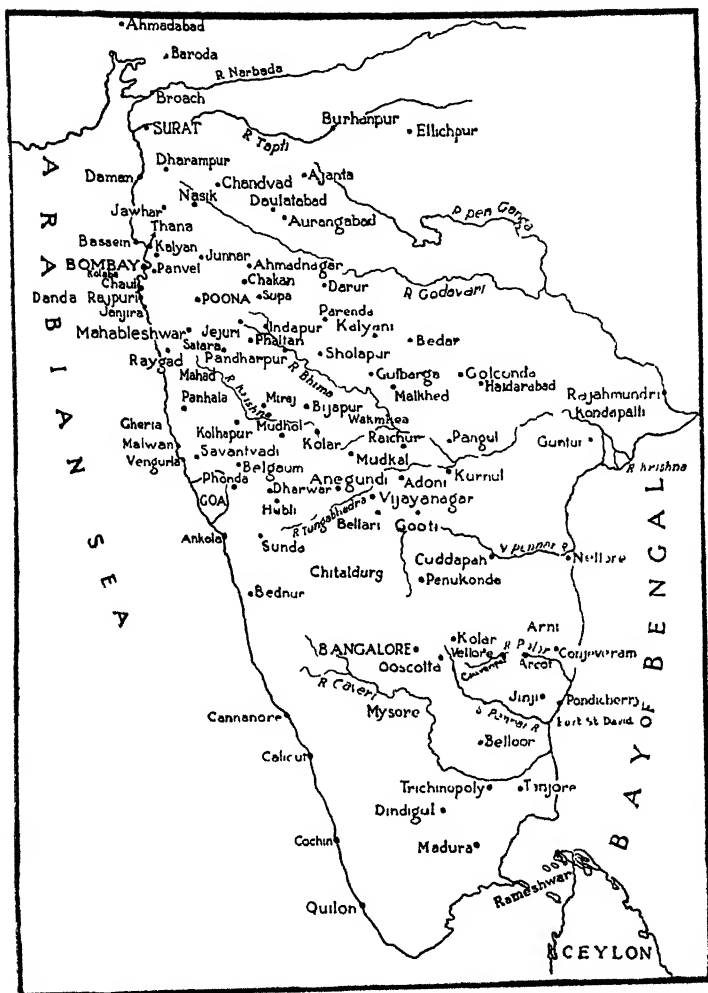 Ahmadabad
Baroda
R Narbada
Broach
SURAT
R Tapti
Burhanpur
Ellichpur
Dharampur
Daman
Ajanta
Chandvad
Nasik
Daulatabad
Aurangabad
Jawhar
Thana
Bassein
Kalyan
Junnar
BOMBAY
Kolaba
Panvel
Ahmadnagar
R Godavari
Chaul
Chakan
Darur
Danda Rajpuri
POONA
Supa
Janjira
Parenda
Mahableshwar
Jejuri
Indapur
Kalyani
Satara
Phaltan
Bedar
Raygad
Pandharpur
R Bhima
Sholapur
Mahad
Gulbarga
Golconda
Haidarabad
Malkhed
R Krishna
Panhala
Miraj
Bijapur
Rajahmundri
Kondapalli
Gheria
Kolhapur
Mudhol
Kolar
Raichur
Pangul
Guntur
Malwan
Savantvadi
Mudkal
R Krishna
Vengurla
Belgaum
Phonda
Anegundi
Adoni
Kurnul
GOA
Dharwar
Vijayanagar
Hubli
R Tungabhadra
Bellari
Gooti
Ankola
Sunda
Cuddapah
Nellore
Chitaldurg
Penukonda
Bednur
Arni
Kolar
BANGALORE
Vellore
R Palar
Conjeveram
Ooscotta
Arcot
R Caveri
Mysore
Jinji
Pondicherry
Fort St David
Cannanore
Belloor
Calicut
Trichinopoly
Tanjore
Dindigul
Cochin
Madura
Rameshwar
Quilon
CEYLON
ARABIAN SEA
BAY OF BENGAL